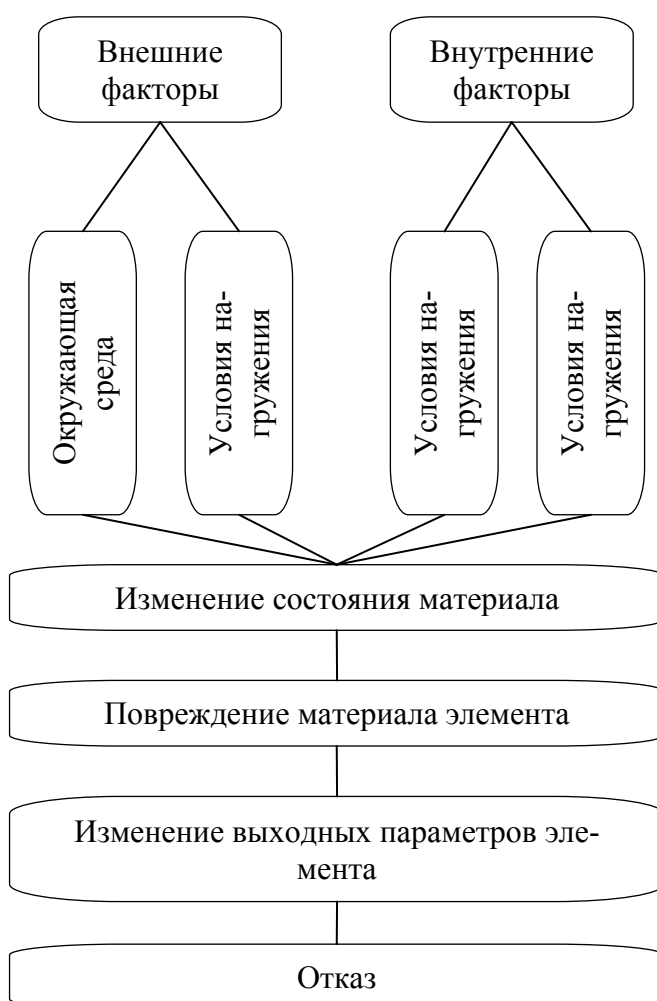 Внешние
факторы
Внутренние
факторы
Окружающая
среда
Условия на-
гружения
Условия на-
гружения
Условия на-
гружения
Изменение состояния материала
Повреждение материала элемента
Изменение выходных параметров эле-
мента
Отказ